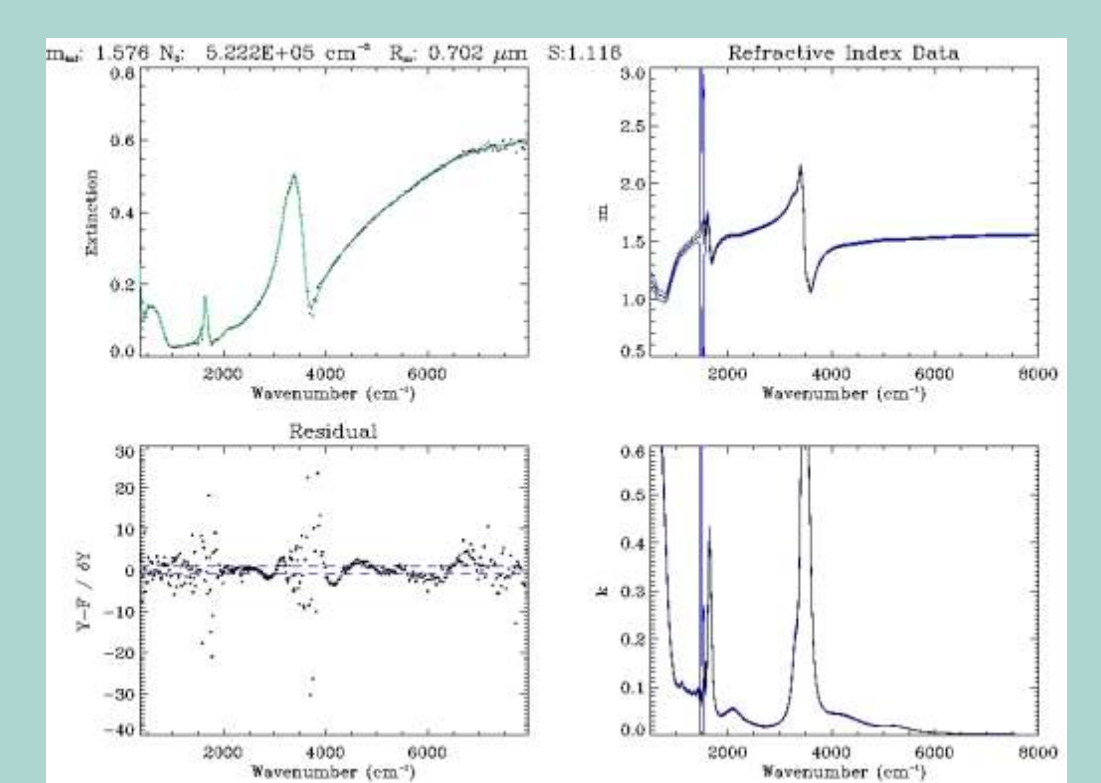 1.576 N₀: 5.222E+05 cm⁻³ 0.702 μm S:1.116
Refractive Index Data
0.8
0.6
0.4
0.2
0.0
Extinction
2000 4000 6000
Wavenumber (cm⁻¹)
3.0
2.5
2.0
1.5
1.0
0.5
m
2000 4000 6000 8000
Wavenumber (cm⁻¹)
Residual
30
20
10
0
-10
-20
-30
-40
Y-F / δY
2000 4000 6000
Wavenumber (cm⁻¹)
0.6
0.5
0.4
0.3
0.2
0.1
0.0
k
2000 4000 6000 8000
Wavenumber (cm⁻¹)